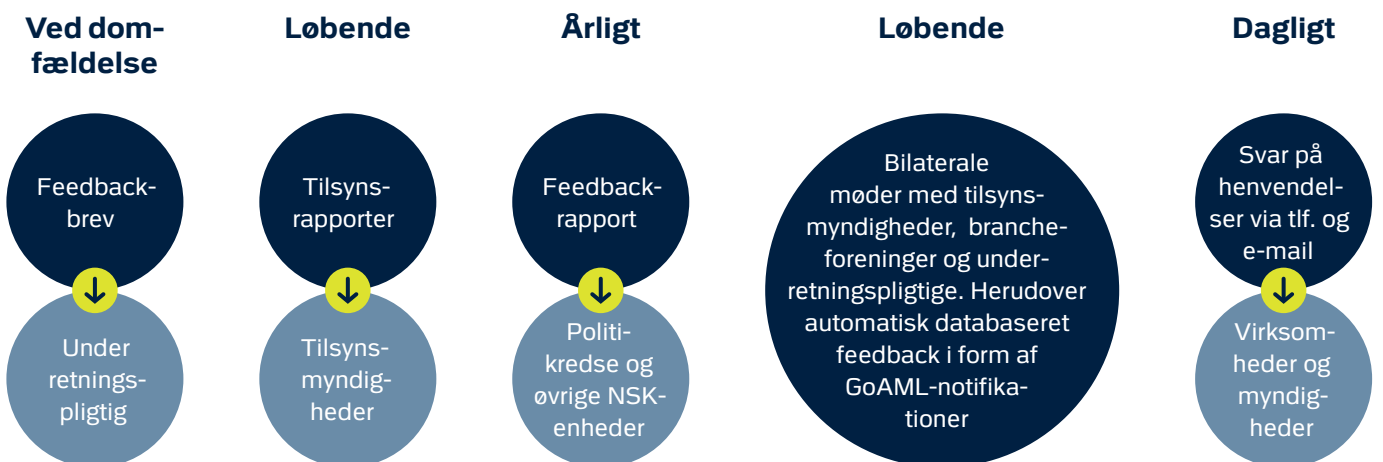 Ved dom-
fældelse
Løbende
Årligt
Løbende
Dagligt
Feedback-
brev
Under
retnings-
pligtig
Tilsyns-
rapporter
Tilsyns-
myndig-
heder
Feedback-
rapport
Politi-
kredse og
øvrige NSK-
enheder
Bilaterale
møder med tilsyns-
myndigheder, branche-
foreninger og under-
retningspligtige. Herudover
automatisk databaseret
feedback i form af
GoAML-notifika-
tioner
Svar på
henvendel-
ser via tlf. og
e-mail
Virksom-
heder og
myndig-
heder